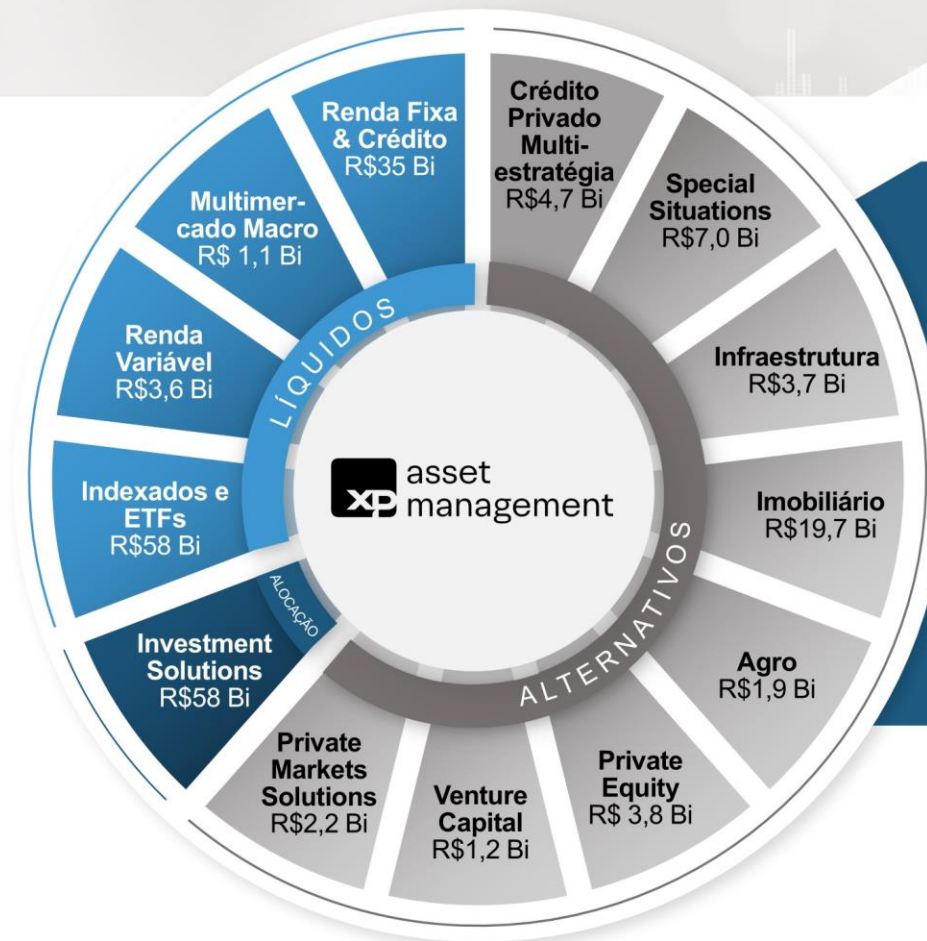 Renda Fixa
& Crédito
R$35 Bi
Crédito
Privado
Multi-
estratégia
R$4,7 Bi
Multimer-
cado Macro
R$ 1,1 Bi
Special
Situations
R$7,0 Bi
Renda
Variável
R$3,6 Bi
Infraestrutura
R$3,7 Bi
Indexados e
ETFs
R$58 Bi
Imobiliário
R$19,7 Bi
Investment
Solutions
R$58 Bi
Agro
R$1,9 Bi
Private
Markets
Solutions
R$2,2 Bi
Venture
Capital
R$1,2 Bi
Private
Equity
R$ 3,8 Bi
LÍQUIDOS
ALOCAÇÃO
ALTERNATIVOS
XP
asset
management